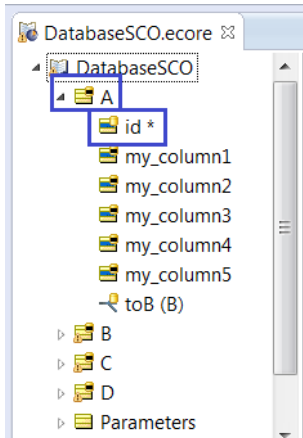 DatabaseSCO.ecore
DatabaseSCO
A
id *
my_column1
my_column2
my_column3
my_column4
my_column5
toB (B)
B
C
D
Parameters